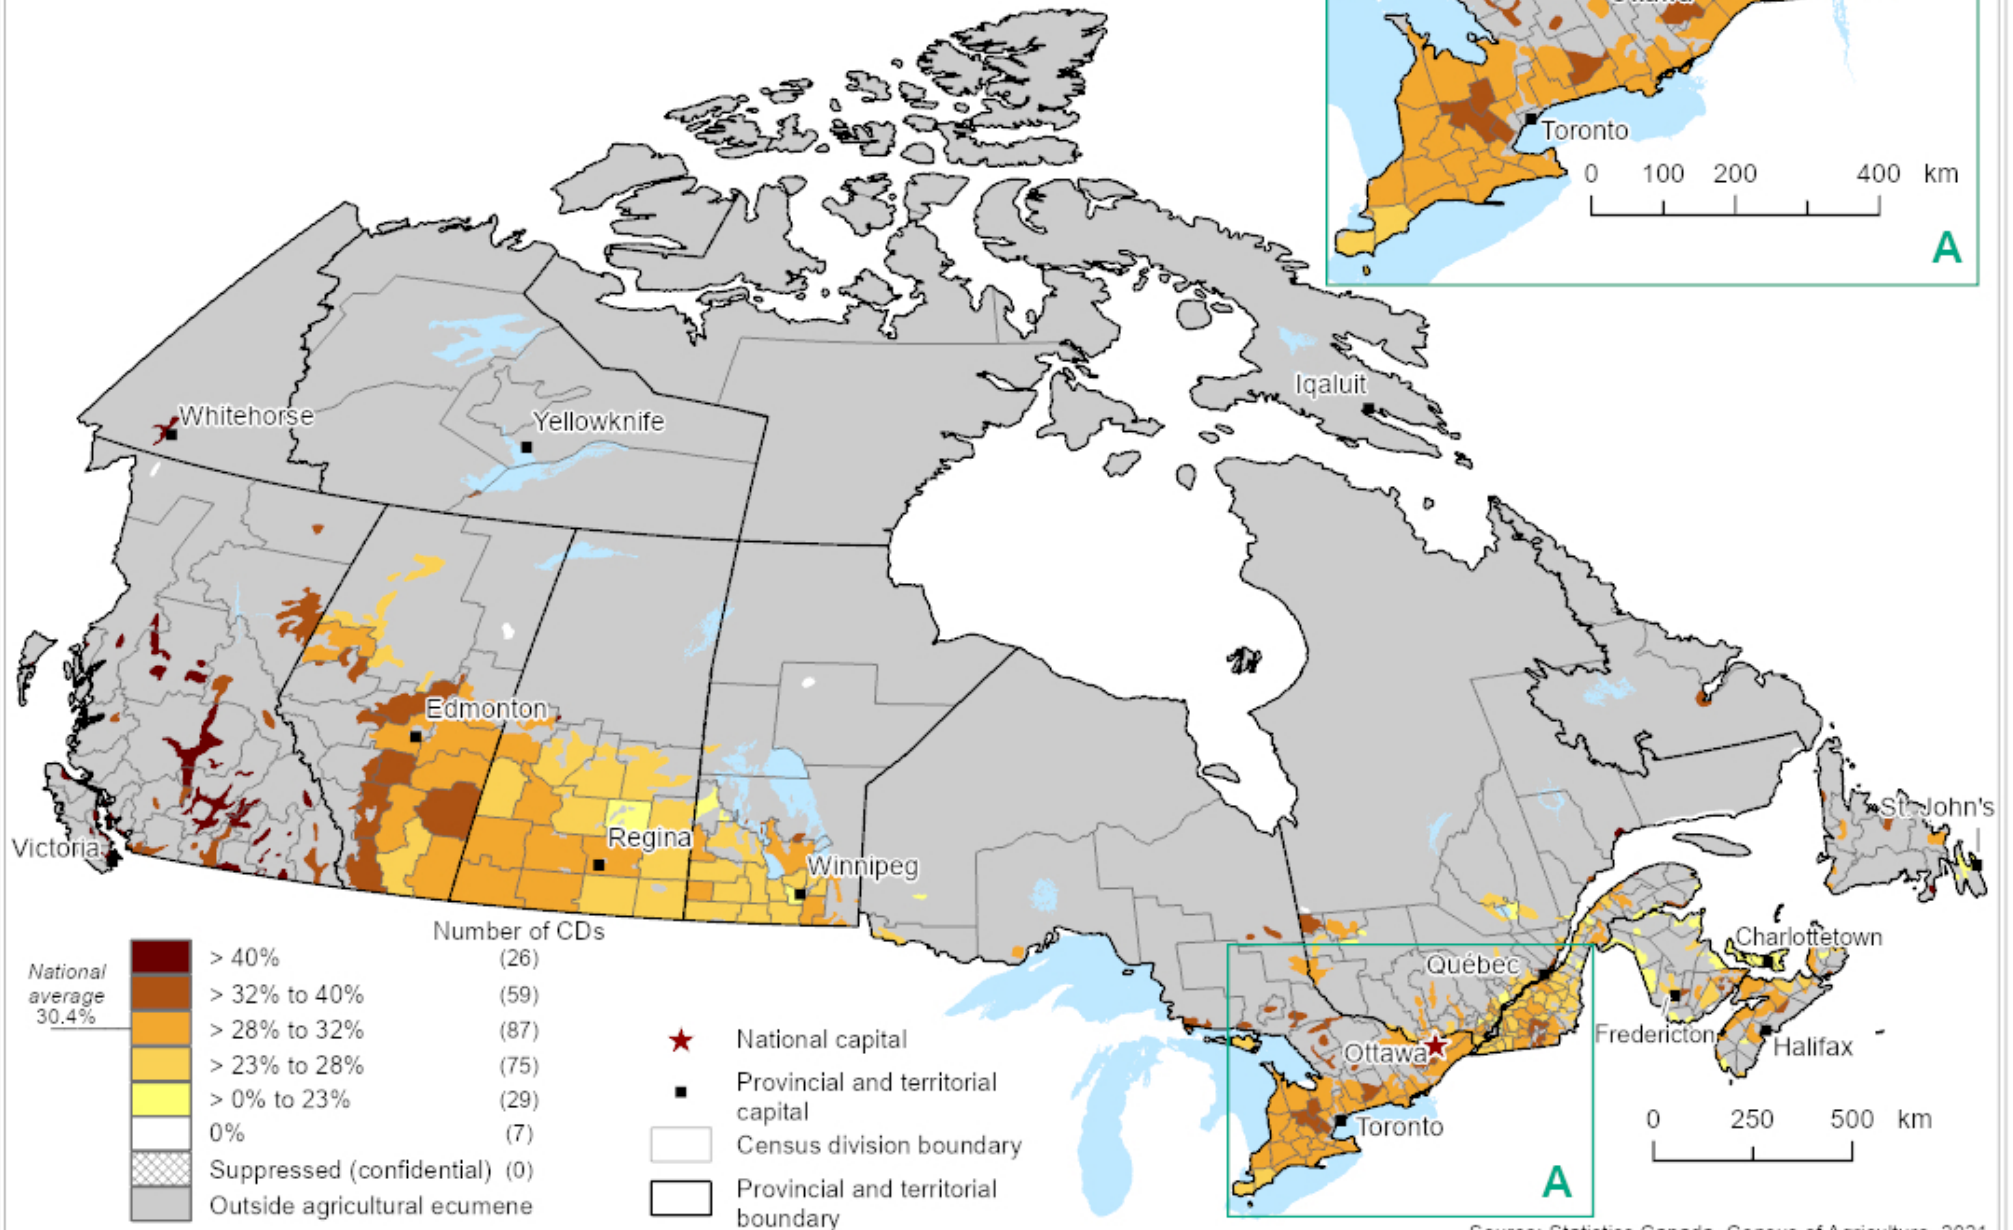 Toronto
0 100 200 400 km
A
Iqaluit
Whitehorse
Yellowknife
Edmonton
St. John's
Regina
Victoria
Winnipeg
Number of CDs
Charlottetown
> 40% (26)
Québec
National
average
30.4%
> 32% to 40% (59)
> 28% to 32% (87)
Fredericton
National capital
Ottawa
Halifax
> 23% to 28% (75)
Provincial and territorial
capital
> 0% to 23% (29)
0 250 500 km
Toronto
0% (7)
Census division boundary
Suppressed (confidential) (0)
A
Provincial and territorial
boundary
Outside agricultural ecumene